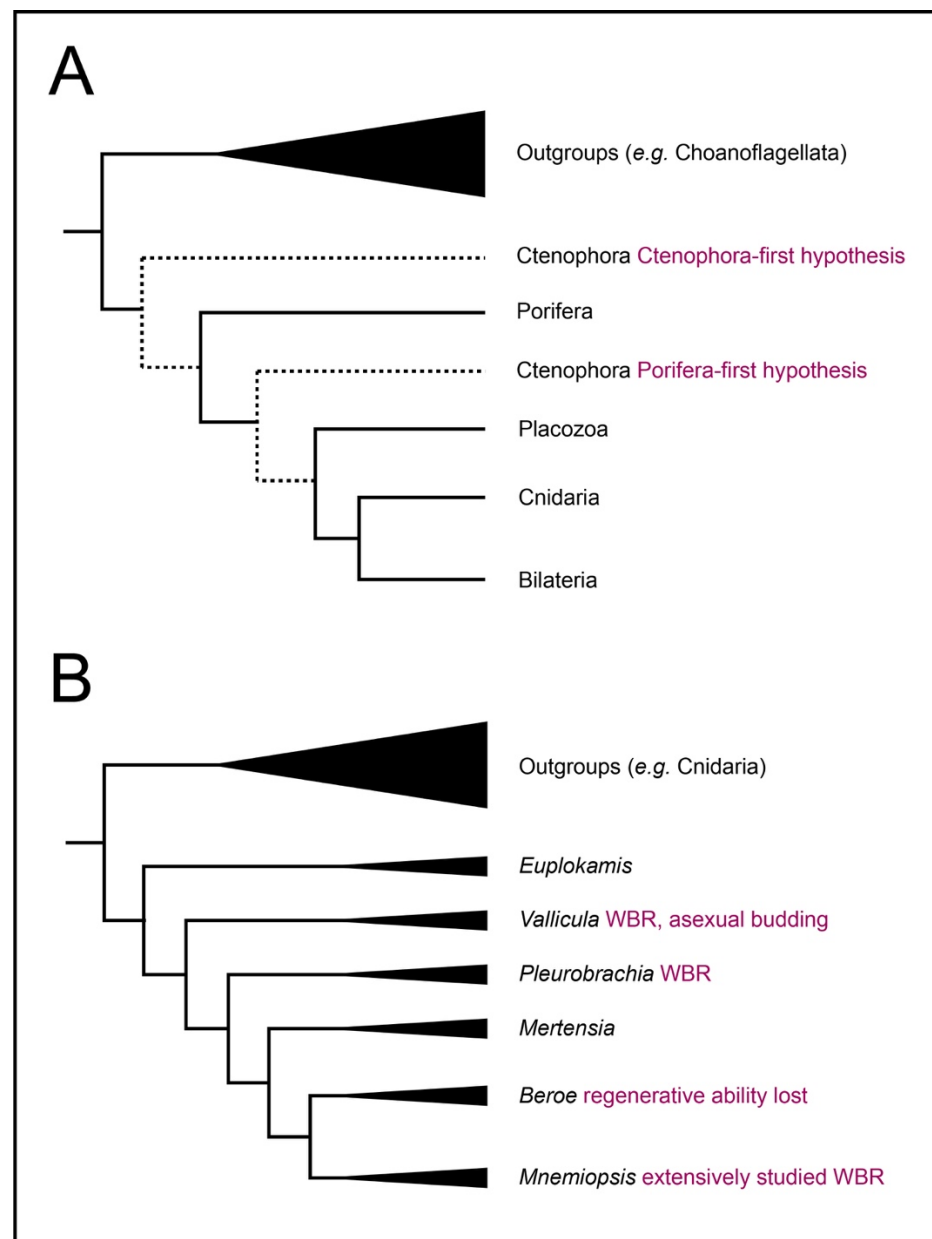 A
Outgroups (e.g. Choanoflagellata)
Ctenophora Ctenophora-first hypothesis
Porifera
Ctenophora Porifera-first hypothesis
Placozoa
Cnidaria
Bilateria
B
Outgroups (e.g. Cnidaria)
Euplokamis
Vallicula WBR, asexual budding
Pleurobrachia WBR
Mertensia
Beroe regenerative ability lost
Mnemiopsis extensively studied WBR